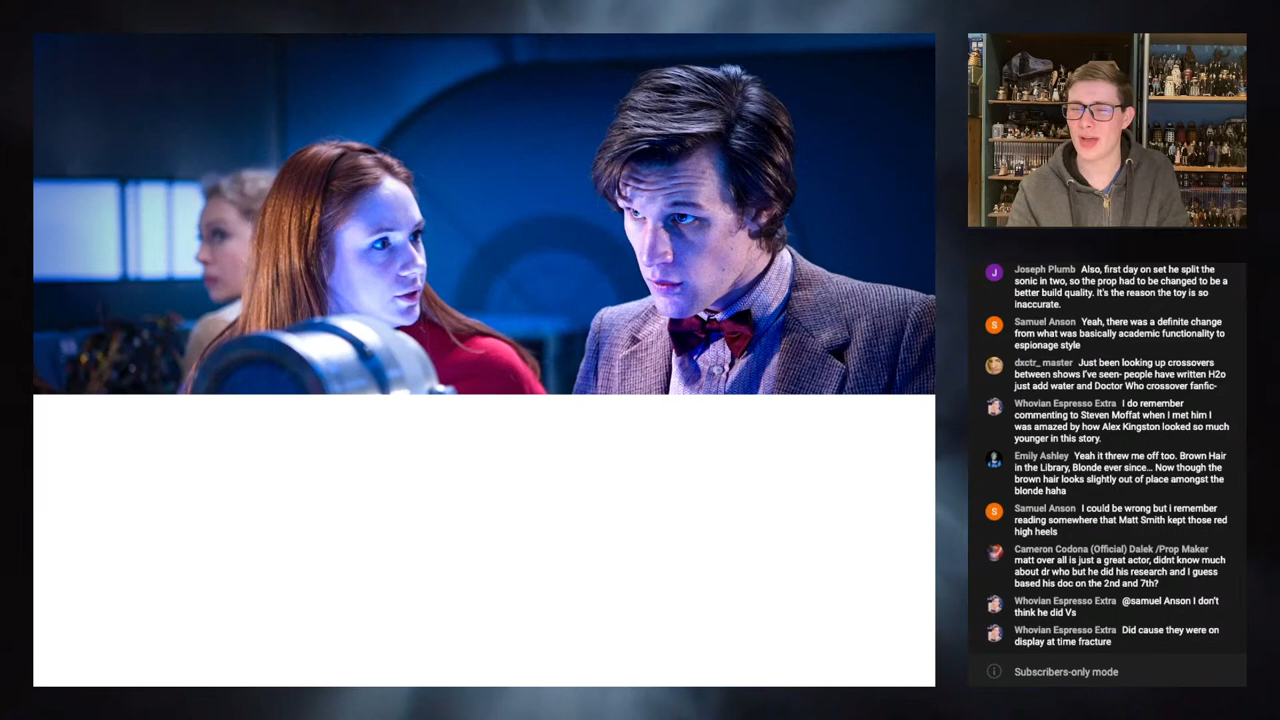 Joseph Plumb Also, first day on set he split the
sonic in two, so the prop had to be changed to be a
better build quality. It's the reason the toy is so
inaccurate.
Samuel Anson Yeah, there was a definite change
from what was basically academic functionality to
espionage style
dxctr_ master Just been looking up crossovers
between shows I've seen- people have written H2o
just add water and Doctor Who crossover fanfic-
Whovian Espresso Extra I do remember
commenting to Steven Moffat when I met him I
was amazed by how Alex Kingston looked so much
younger in this story.
Emily Ashley Yeah it threw me off too. Brown Hair
in the Library, Blonde ever since... Now though the
brown hair looks slightly out of place amongst the
blonde haha
Samuel Anson I could be wrong but i remember
reading somewhere that Matt Smith kept those red
high heels
Cameron Codona (Official) Dalek /Prop Maker
matt over all is just a great actor, didnt know much
about dr who but he did his research and I guess
based his doc on the 2nd and 7th?
Whovian Espresso Extra @samuel Anson I don't
think he did Vs
Whovian Espresso Extra Did cause they were on
display at time fracture
Subscribers-only mode